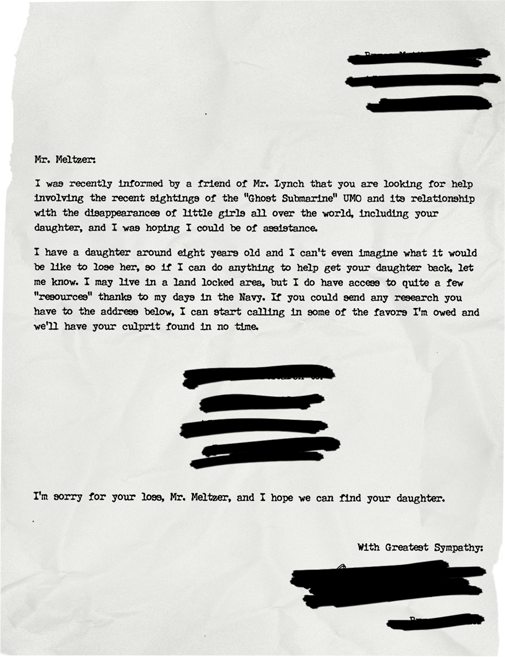 Mr. Meltzer:
I was recently informed by a friend of Mr. Lynch that you are looking for help
involving the recent sightings of the "Ghost Submarine" UMO and its relationship
with the disappearances of little girls all over the world, including your
daughter, and I was hoping I could be of assistance.
I have a daughter around eight years old and I can't even imagine what it would
be like to lose her, so if I can do anything to help get your daughter back, let
me know. I may live in a land locked area, but I do have access to quite a few
"resources" thanks to my days in the Navy. If you could send any research you
have to the address below, I can start calling in some of the favors I'm owed and
we'll have your culprit found in no time.
I'm sorry for your loss, Mr. Meltzer, and I hope we can find your daughter.
With Greatest Sympathy: